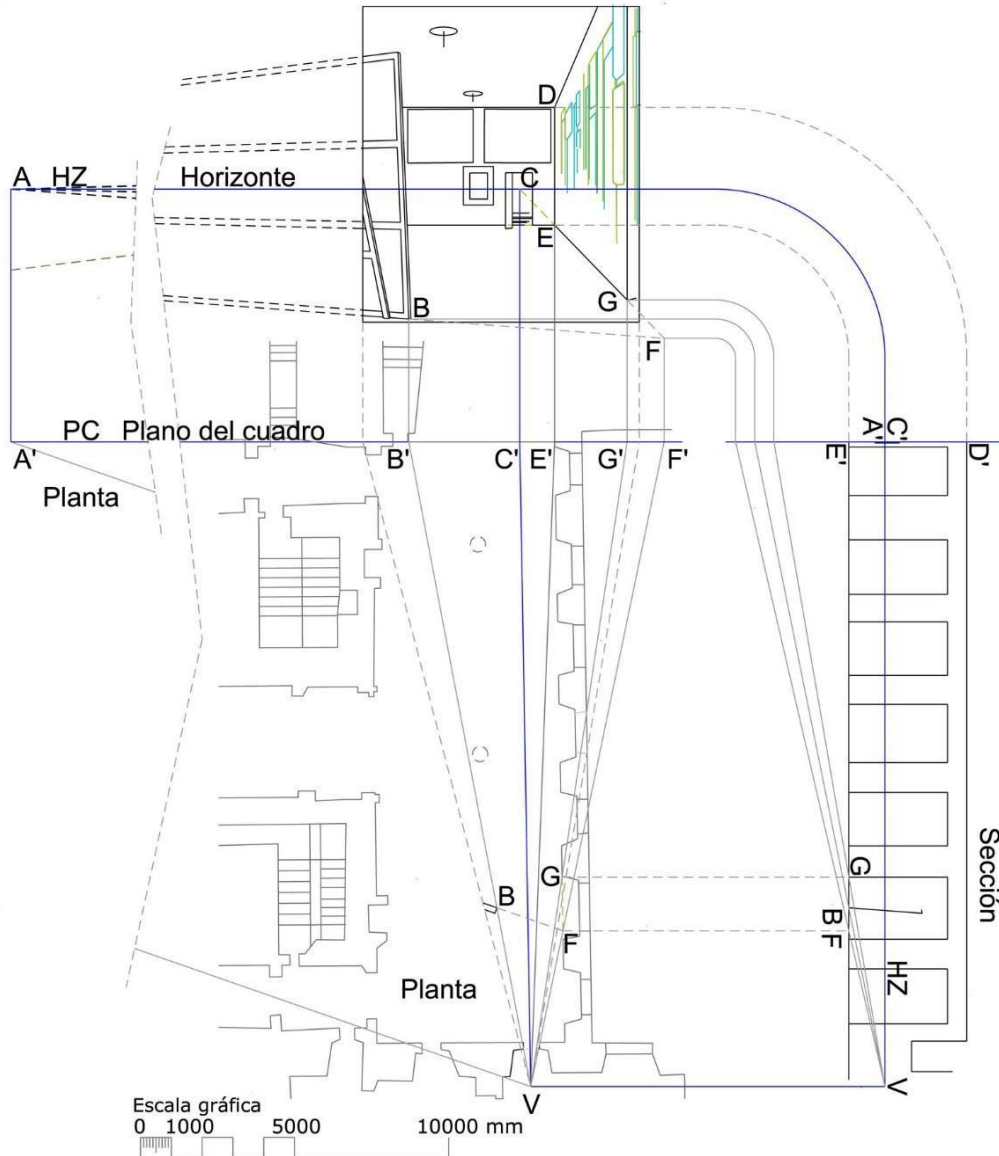 D
A HZ Horizonte C
E
B G
F
PC Plano del cuadro A' C'
A' B' C' E' G' F' E' D'
Planta
Sección
G G
B B
F F
Planta HZ
V V
Escala gráfica
0 1000 5000 10000 mm